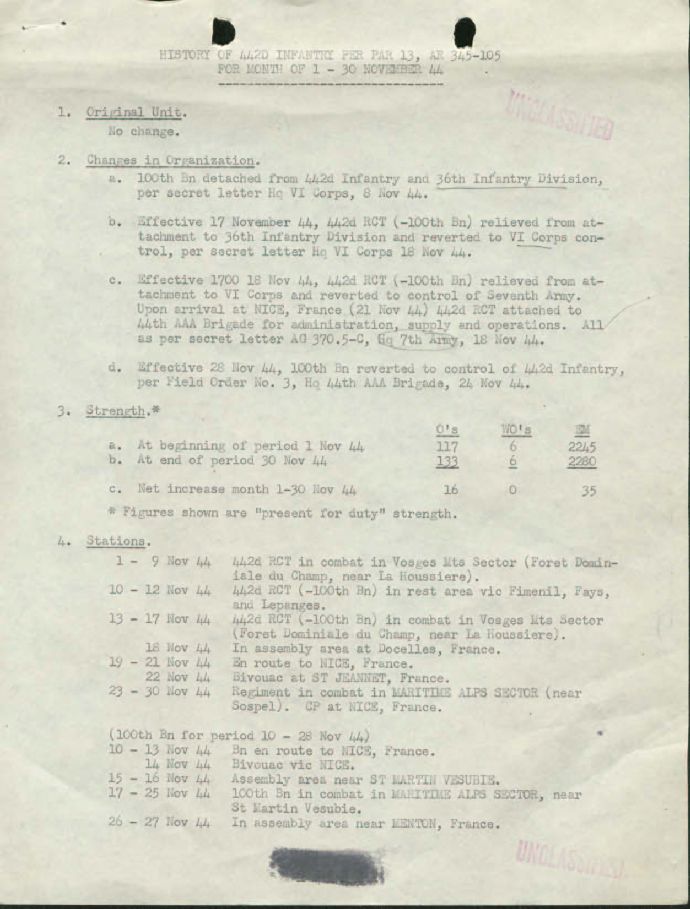 HISTORY OF 442D INFANTRY PER PAR 13, AR 345-105
FOR MONTH OF 1 - 30 NOVEMBER 44
UNCLASSIFIED
1. Original Unit.
No change.
2. Changes in Organization.
a. 100th Bn detached from 442d Infantry and 36th Infantry Division,
per secret letter Hq VI Corps, 8 Nov 44.
b. Effective 17 November 44, 442d RCT (-100th Bn) relieved from at-
tachment to 36th Infantry Division and reverted to VI Corps con-
trol, per secret letter Hq VI Corps 18 Nov 44.
c. Effective 1700 18 Nov 44, 442d RCT (-100th Bn) relieved from at-
tachment to VI Corps and reverted to control of Seventh Army.
Upon arrival at NICE, France (21 Nov 44) 442d RCT attached to
44th AAA Brigade for administration, supply and operations. All
as per secret letter AG 370.5-C, Hq 7th Army, 18 Nov 44.
d. Effective 28 Nov 44, 100th Bn reverted to control of 442d Infantry,
per Field Order No. 3, Hq 44th AAA Brigade, 24 Nov 44.
3. Strength.*
O's WO's EM
a. At beginning of period 1 Nov 44 117 6 2245
b. At end of period 30 Nov 44 133 6 2280
c. Net increase month 1-30 Nov 44 16 0 35
* Figures shown are "present for duty" strength.
4. Stations.
1 - 9 Nov 44 442d RCT in combat in Vosges Mts Sector (Foret Domin-
iale du Champ, near La Houssiere).
10 - 12 Nov 44 442d RCT (-100th Bn) in rest area vic Fimenil, Fays,
and Lepanges.
13 - 17 Nov 44 442d RCT (-100th Bn) in combat in Vosges Mts Sector
(Foret Dominiale du Champ, near La Houssiere).
18 Nov 44 In assembly area at Docelles, France.
19 - 21 Nov 44 En route to NICE, France.
22 Nov 44 Bivouac at ST JEANNET, France.
23 - 30 Nov 44 Regiment in combat in MARITIME ALPS SECTOR (near
Sospel). CP at NICE, France.
(100th Bn for period 10 - 28 Nov 44)
10 - 13 Nov 44 Bn en route to NICE, France.
14 Nov 44 Bivouac vic NICE.
15 - 16 Nov 44 Assembly area near ST MARTIN VESUBIE.
17 - 25 Nov 44 100th Bn in combat in MARITIME ALPS SECTOR, near
St Martin Vesubie.
26 - 27 Nov 44 In assembly area near MENTON, France.
UNCLASSIFIED